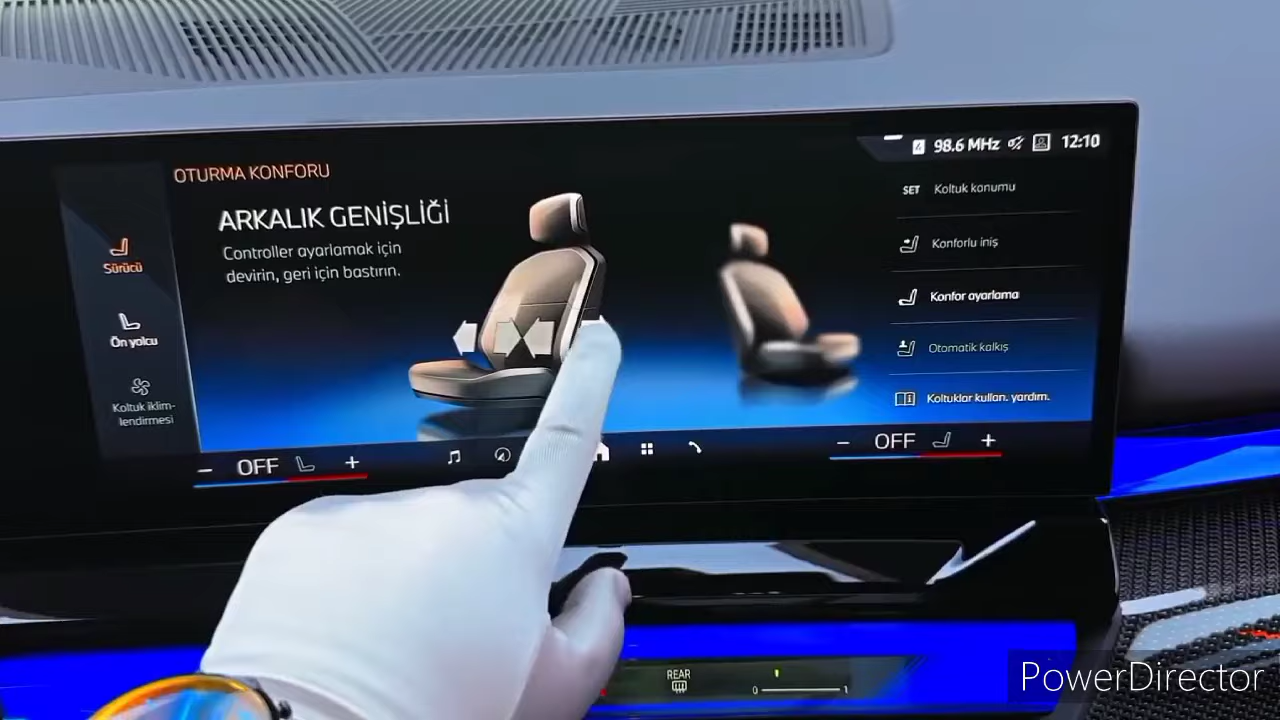 98.6 MHz 12:10
OTURMA KONFORU
ARKALIK GENİŞLİĞİ
Controller ayarlamak için
devirin, geri için bastırın.
Sürücü
Ön yolcu
Koltuk iklim-
lendirmesi
SET Koltuk konumu
Konforlu iniş
Konfor ayarlama
Otomatik kalkış
Koltuklar kullan. yardım.
− OFF +
− OFF +
REAR
0 1
PowerDirector